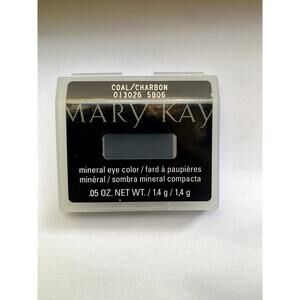 COAL/CHARBON
013026 5B06
MARY KAY
mineral eye color / fard à paupières
minéral / sombra mineral compacta
.05 OZ. NET WT. / 1,4 g / 1,4 g